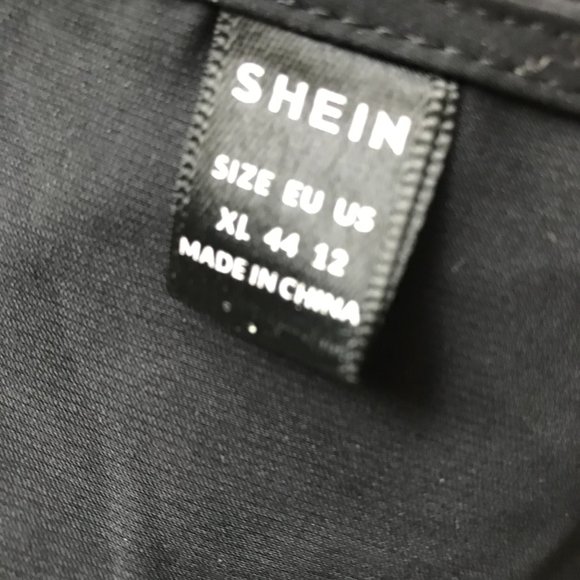 SHEIN
SIZE EU US
XL 44 12
MADE IN CHINA